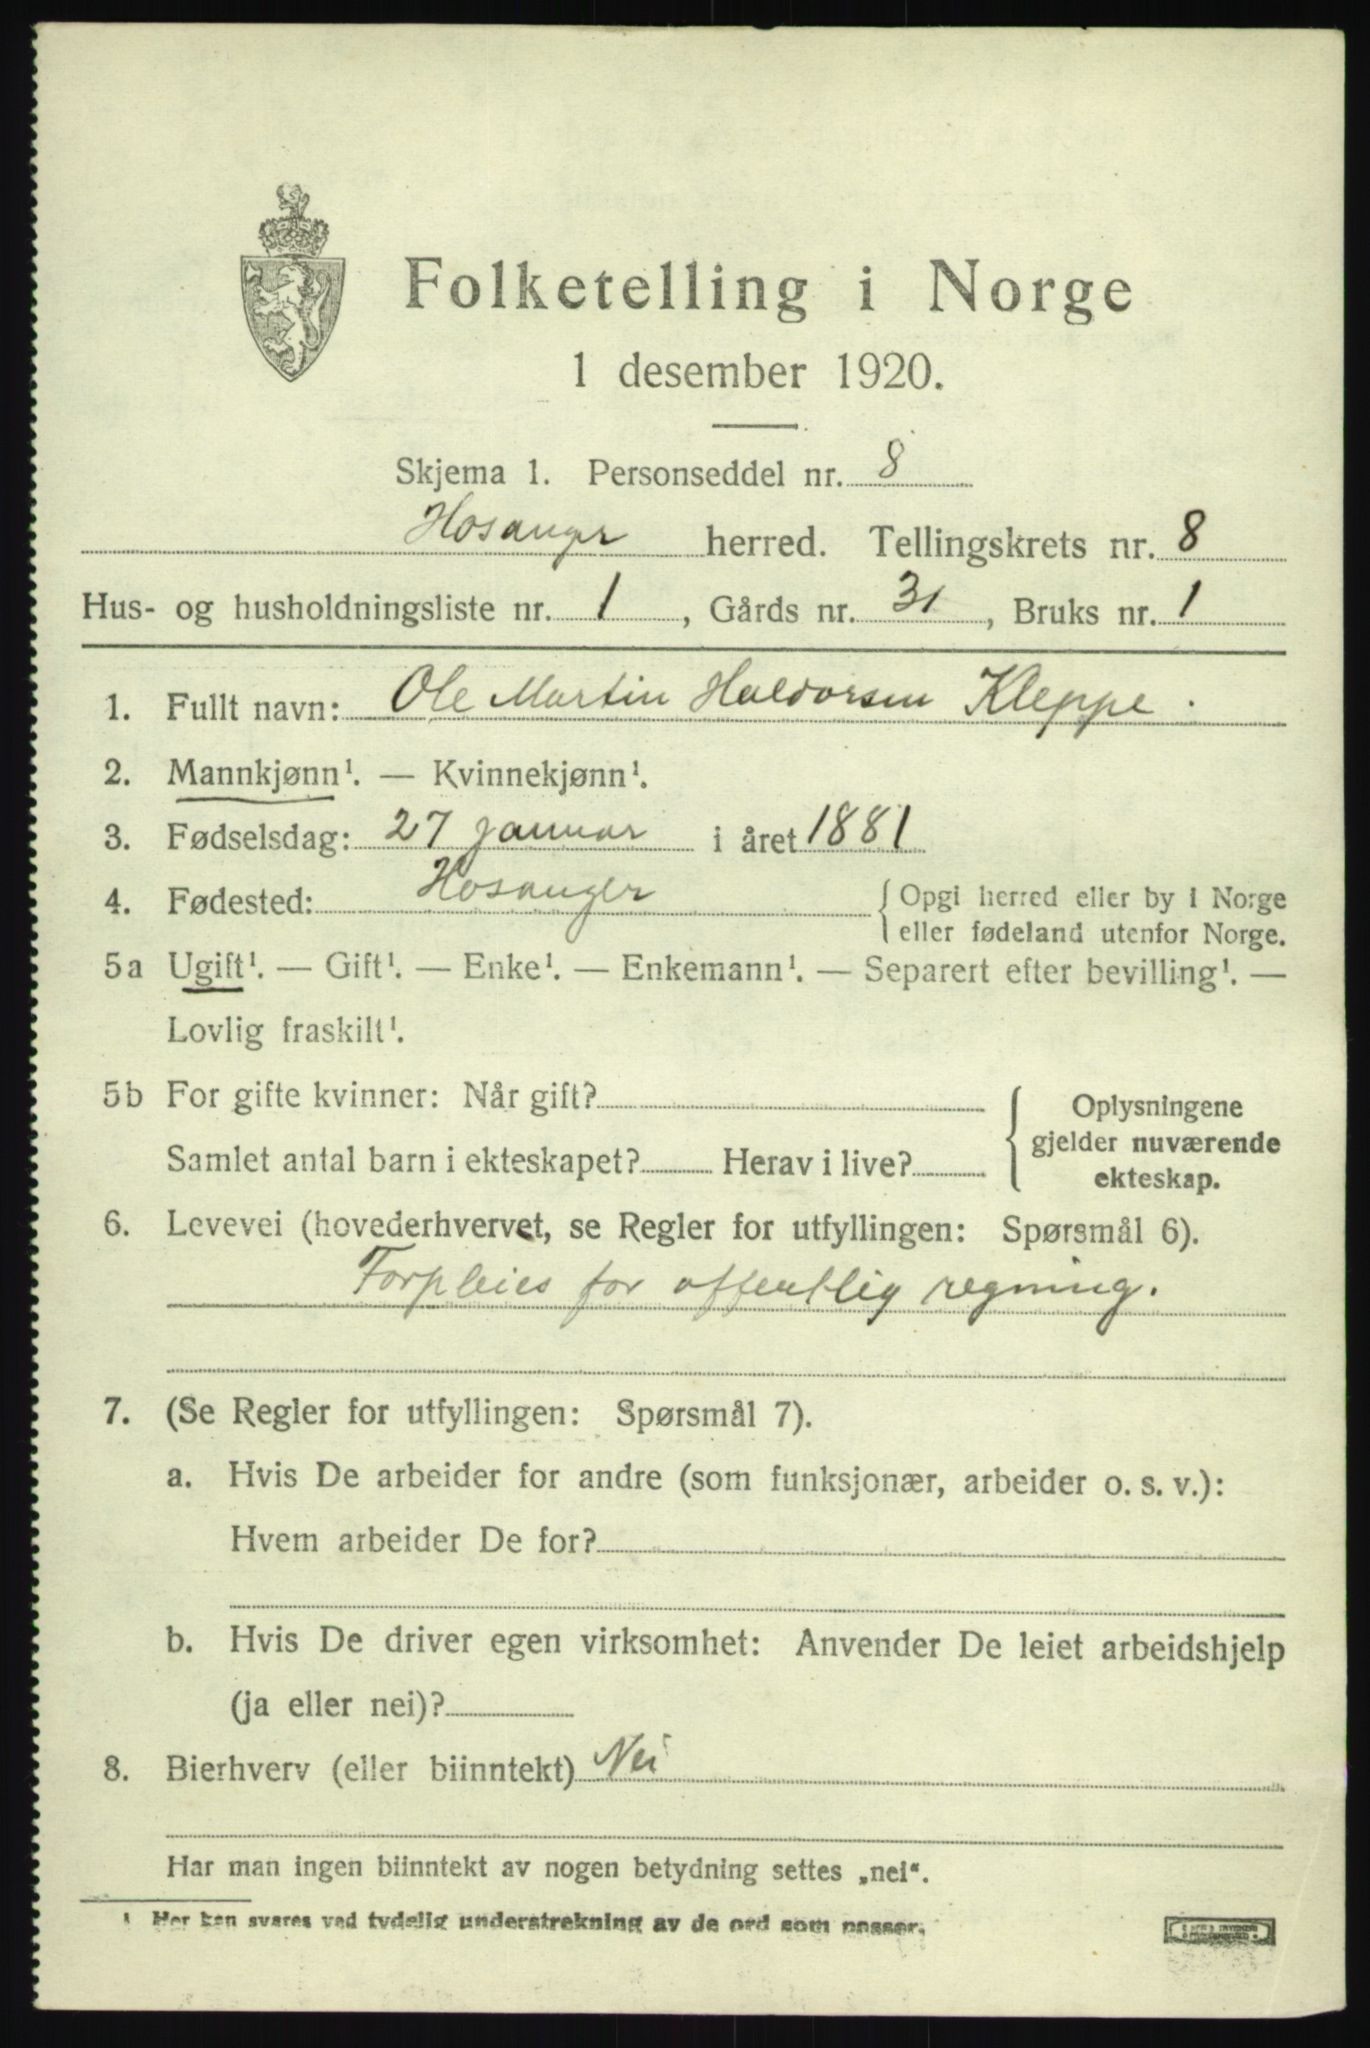 Folketelling i Norge
1 desember 1920.
Skjema 1. Personseddel nr. 8
Hosanger herred. Tellingskrets nr. 8
Hus- og husholdningsliste nr. 1, Gårds nr. 31, Bruks nr. 1
1. Fullt navn: Ole Martin Haldorsen Kleppe.
2. Mannkjønn¹. — Kvinnekjønn¹.
3. Fødselsdag: 27 januar i året 1881
4. Fødested: Hosanger { Opgi herred eller by i Norge
eller fødeland utenfor Norge.
5a Ugift¹. — Gift¹. — Enke¹. — Enkemann¹. — Separert efter bevilling¹. —
Lovlig fraskilt¹.
5b For gifte kvinner: Når gift? { Oplysningene
gjelder nuværende
Samlet antal barn i ekteskapet? Herav i live?
ekteskap.
6. Levevei (hovederhvervet, se Regler for utfyllingen: Spørsmål 6).
Forpleies for offentlig regning.
7. (Se Regler for utfyllingen: Spørsmål 7).
a. Hvis De arbeider for andre (som funksjonær, arbeider o. s. v.):
Hvem arbeider De for?
b. Hvis De driver egen virksomhet: Anvender De leiet arbeidshjelp
(ja eller nei)?
8. Bierhverv (eller biinntekt) Nei
Har man ingen biinntekt av nogen betydning settes „nei“.
¹ Her kan svares ved tydelig understrekning av de ord som passer.